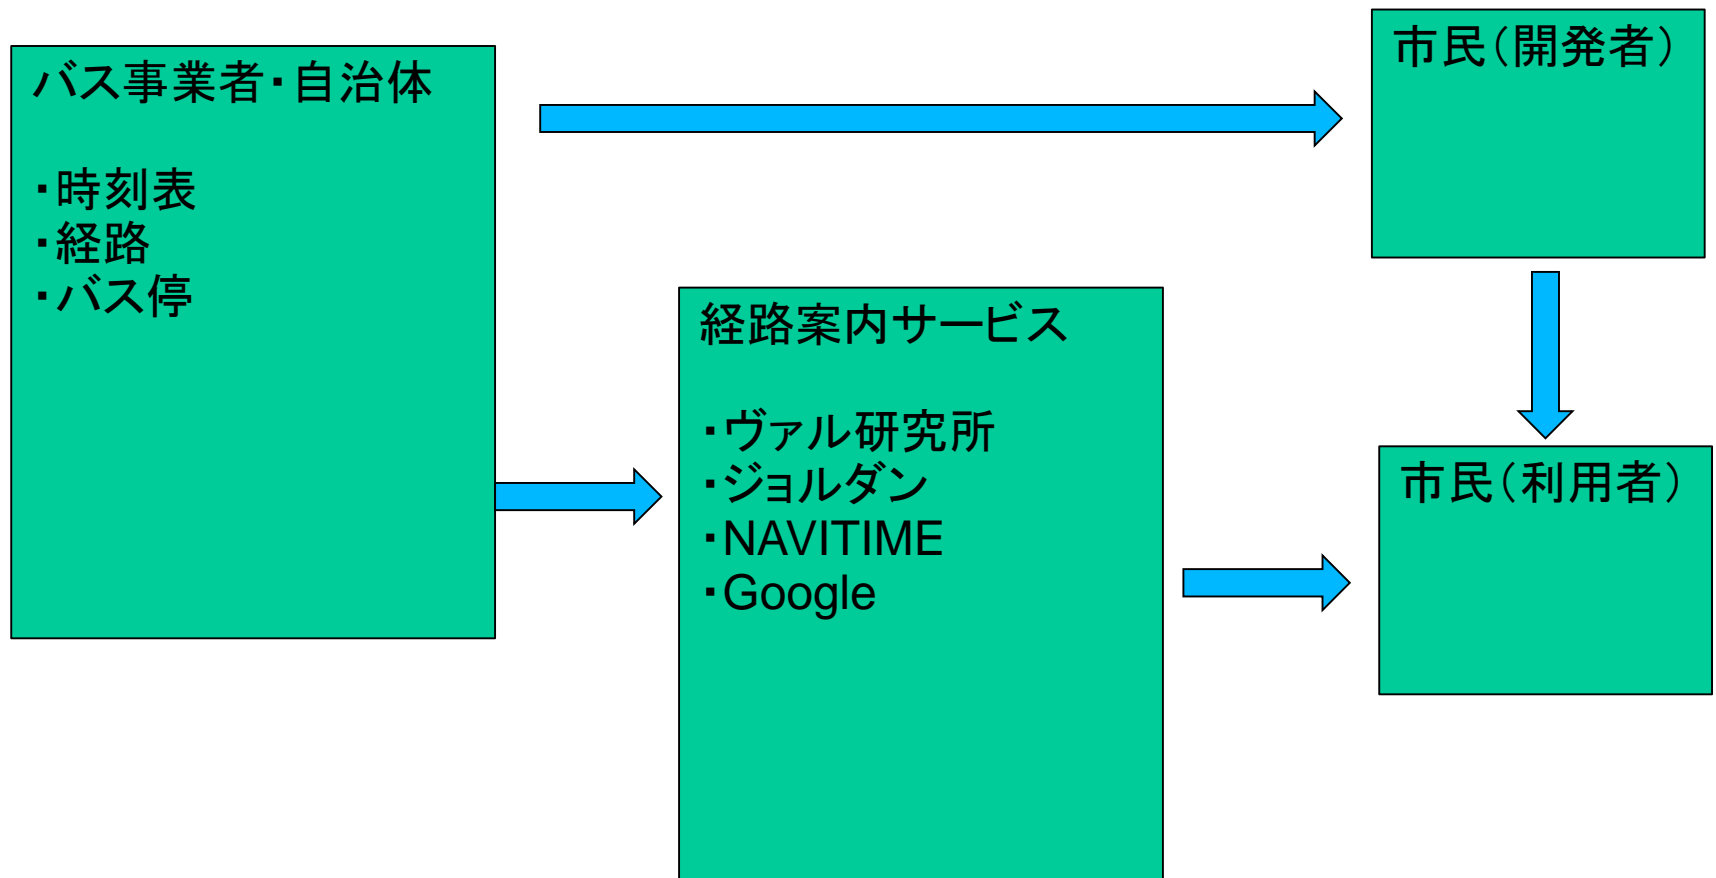 バス事業者・自治体
・時刻表
・経路
・バス停
経路案内サービス
・ヴァル研究所
・ジョルダン
・NAVITIME
・Google
市民（開発者）
市民（利用者）